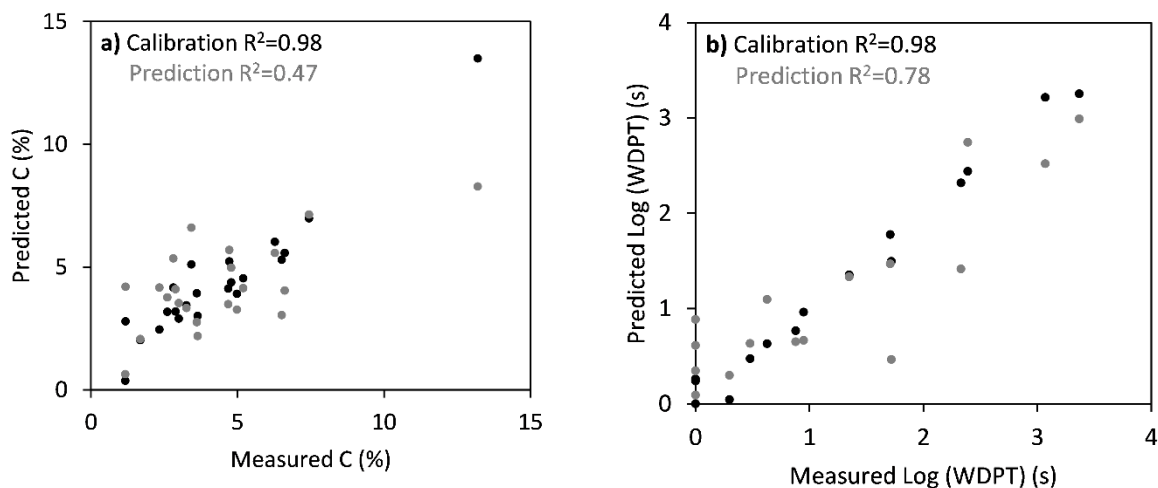 a) Calibration R²=0.98
Prediction R²=0.47
15
10
5
0
Predicted C (%)
0 5 10 15
Measured C (%)
b) Calibration R²=0.98
Prediction R²=0.78
4
3
2
1
0
Predicted Log (WDPT) (s)
0 1 2 3 4
Measured Log (WDPT) (s)